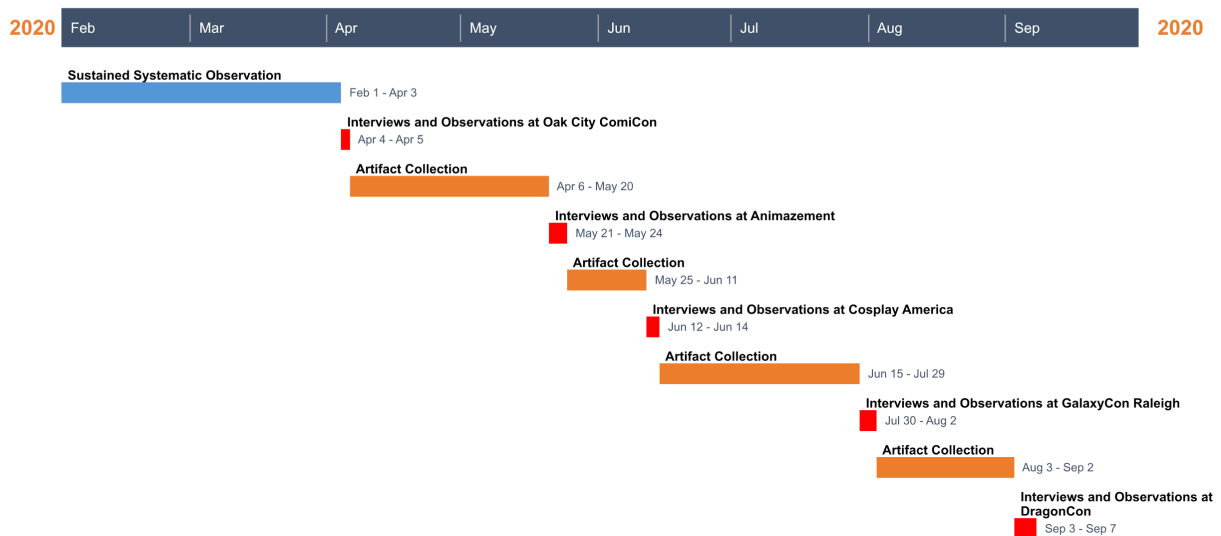 2020 Feb Mar Apr May Jun Jul Aug Sep 2020
Sustained Systematic Observation
Feb 1 - Apr 3
Interviews and Observations at Oak City ComiCon
Apr 4 - Apr 5
Artifact Collection
Apr 6 - May 20
Interviews and Observations at Animazement
May 21 - May 24
Artifact Collection
May 25 - Jun 11
Interviews and Observations at Cosplay America
Jun 12 - Jun 14
Artifact Collection
Jun 15 - Jul 29
Interviews and Observations at GalaxyCon Raleigh
Jul 30 - Aug 2
Artifact Collection
Aug 3 - Sep 2
Interviews and Observations at
DragonCon
Sep 3 - Sep 7